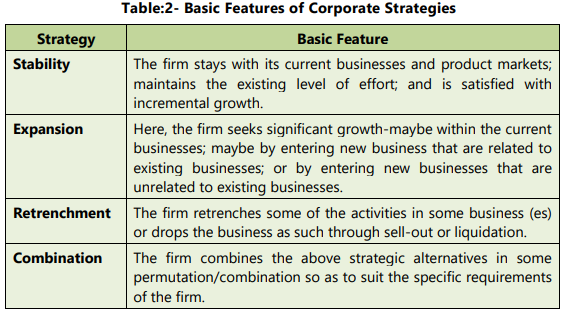 Table:2- Basic Features of Corporate Strategies
Strategy Basic Feature
Stability The firm stays with its current businesses and product markets;
maintains the existing level of effort; and is satisfied with
incremental growth.
Expansion Here, the firm seeks significant growth-maybe within the current
businesses; maybe by entering new business that are related to
existing businesses; or by entering new businesses that are
unrelated to existing businesses.
Retrenchment The firm retrenches some of the activities in some business (es)
or drops the business as such through sell-out or liquidation.
Combination The firm combines the above strategic alternatives in some
permutation/combination so as to suit the specific requirements
of the firm.